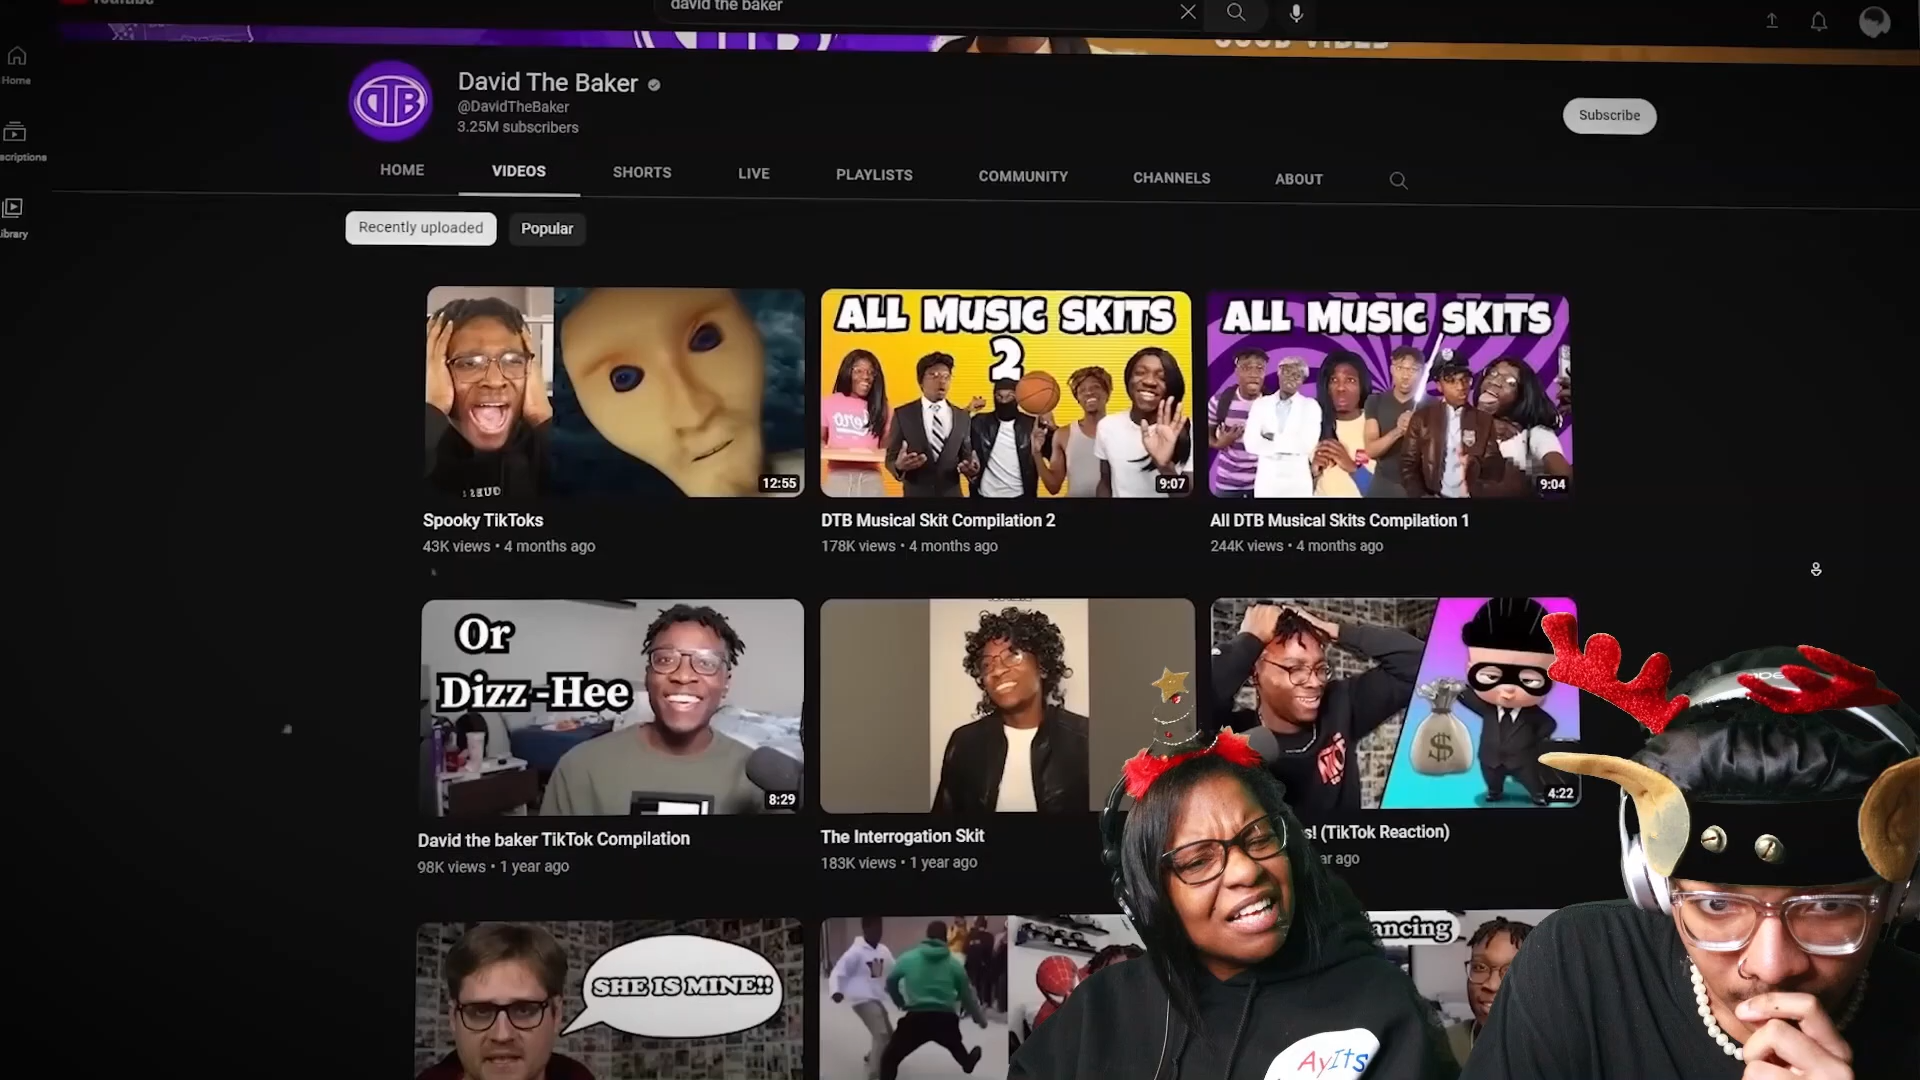 david the baker
Home
scriptions
ibrary
DTB
David The Baker
@DavidTheBaker
3.25M subscribers
Subscribe
HOME
VIDEOS
SHORTS
LIVE
PLAYLISTS
COMMUNITY
CHANNELS
ABOUT
Recently uploaded
Popular
12:55
Spooky TikToks
43K views • 4 months ago
ALL MUSIC SKITS
2
9:07
DTB Musical Skit Compilation 2
178K views • 4 months ago
ALL MUSIC SKITS
9:04
All DTB Musical Skits Compilation 1
244K views • 4 months ago
Or
Dizz-Hee
8:29
David the baker TikTok Compilation
98K views • 1 year ago
The Interrogation Skit
183K views • 1 year ago
$
4:22
s! (TikTok Reaction)
ar ago
SHE IS MINE!!
ancing
AyIts